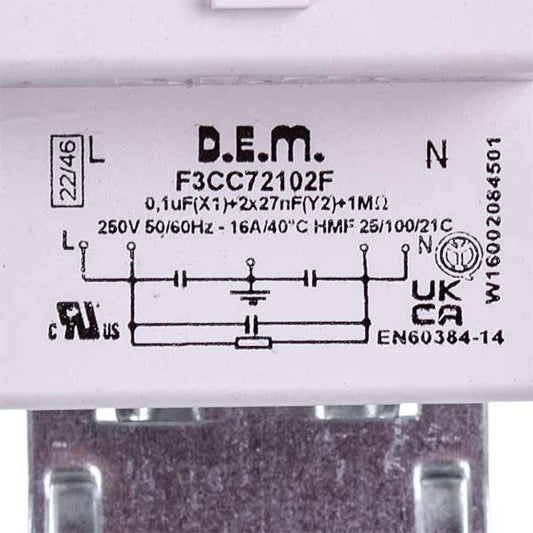 22/46
L D.E.M. N
F3CC72102F
0,1uF(X1)+2x27nF(Y2)+1MΩ
250V 50/60Hz - 16A/40°C HMF 25/100/21C
L N
c RU US
UK
CA
EN60384-14
W16002084501